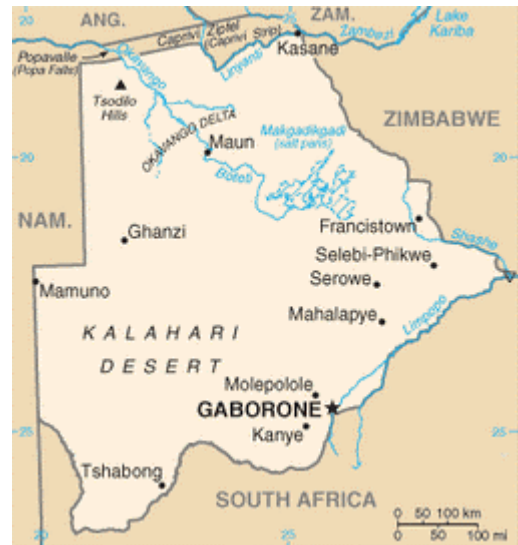 ANG.
ZAM.
Lake
Kariba
Caprivi Zipfel
(Caprivi Strip)
Zambezi
Popavalle
(Popa Falls)
Okavango
Linyanti
Kasane
Tsodilo
Hills
OKAVANGO DELTA
Maun
Makgadikgadi
(salt pans)
ZIMBABWE
20
20
Boteti
NAM.
Ghanzi
Francistown
Shashe
Selebi-Phikwe
Serowe
Mamuno
Mahalapye
Limpopo
KALAHARI
DESERT
Molepolole
GABORONE
Kanye
25
25
Tshabong
SOUTH AFRICA
20
25
0 50 100 km
0 50 100 mi